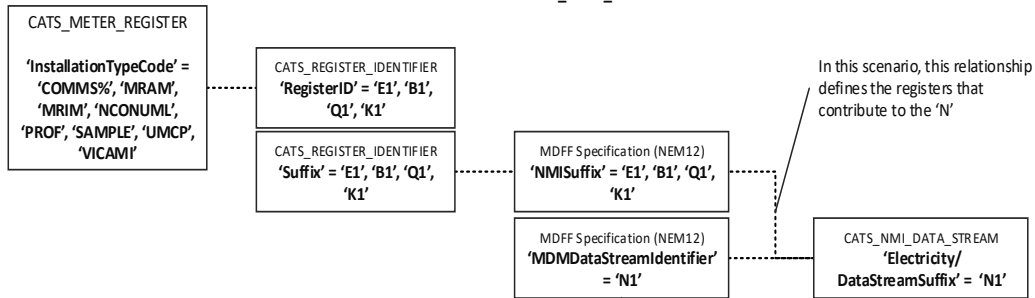 CATS_METER_REGISTER
‘InstallationTypeCode’ =
‘COMMS%’, ‘MRAM’,
‘MRIM’, ‘NCONUML’,
‘PROF’, ‘SAMPLE’, ‘UMCP’,
‘VICAMI’
CATS_REGISTER_IDENTIFIER
‘RegisterID’ = ‘E1’, ‘B1’,
‘Q1’, ‘K1’
In this scenario, this relationship
defines the registers that
contribute to the ‘N’
CATS_REGISTER_IDENTIFIER
‘Suffix’ = ‘E1’, ‘B1’, ‘Q1’,
‘K1’
MDFF Specification (NEM12)
‘NMISuffix’ = ‘E1’, ‘B1’, ‘Q1’,
‘K1’
MDFF Specification (NEM12)
‘MDMDataStreamIdentifier’
= ‘N1’
CATS_NMI_DATA_STREAM
‘Electricity/
DataStreamSuffix’ = ‘N1’